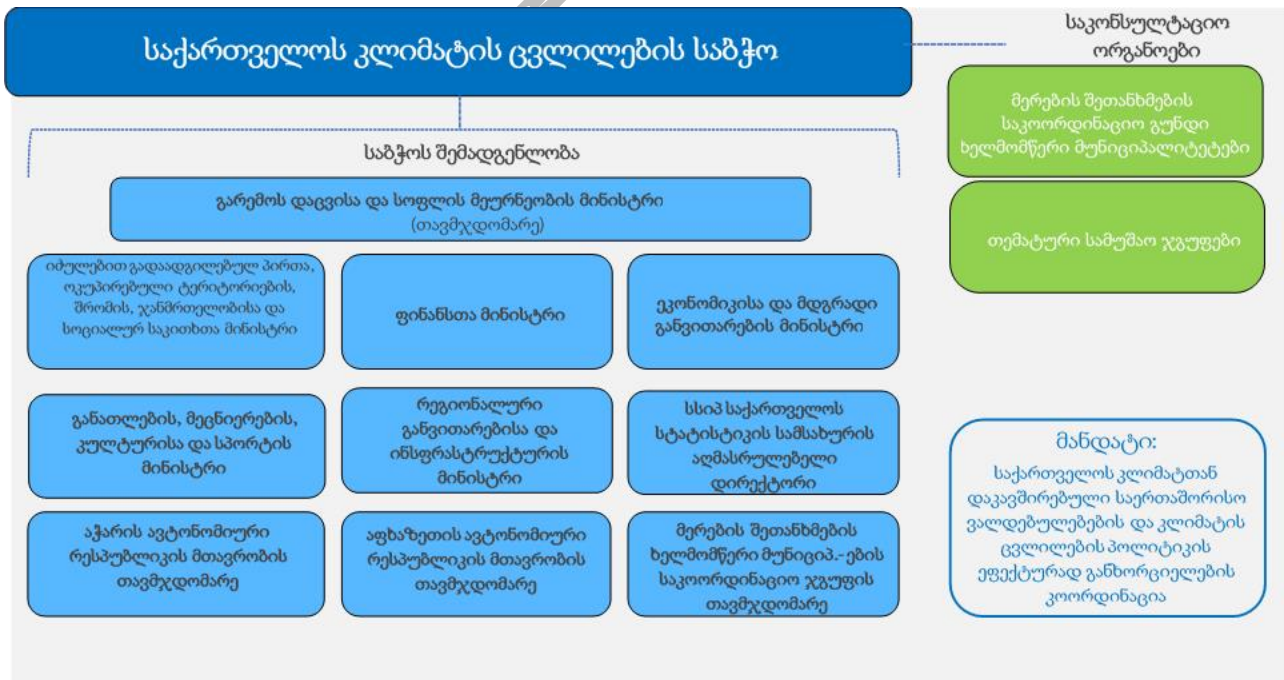 საქართველოს კლიმატის ცვლილების საბჭო
საკონსულტაციო
ორგანოები
მერების შეთანხმების
საკოორდინაციო გუნდი
ხელმომწერი მუნიციპალიტეტები
თემატური სამუშაო ჯგუფები
საბჭოს შემადგენლობა
გარემოს დაცვისა და სოფლის მეურნეობის მინისტრი
(თავმჯდომარე)
იძულებით გადაადგილებულ პირთა,
ოკუპირებული ტერიტორიების,
შრომის, ჯანმრთელობისა და
სოციალურ საკითხთა მინისტრი
ფინანსთა მინისტრი
ეკონომიკისა და მდგრადი
განვითარების მინისტრი
განათლების, მეცნიერების,
კულტურისა და სპორტის
მინისტრი
რეგიონალური
განვითარებისა და
ინსფრასტრუქტურის
მინისტრი
სსიპ საქართველოს
სტატისტიკის სამსახურის
აღმასრულებელი
დირექტორი
აჭარის ავტონომიური
რესპუბლიკის მთავრობის
თავმჯდომარე
აფხაზეთის ავტონომიური
რესპუბლიკის მთავრობის
თავმჯდომარე
მერების შეთანხმების
ხელმომწერი მუნიციპ.-ების
საკოორდინაციო ჯგუფის
თავმჯდომარე
მანდატი:
საქართველოს კლიმატთან
დაკავშირებული საერთაშორისო
ვალდებულებების და კლიმატის
ცვლილების პოლიტიკის
ეფექტურად განხორციელების
კოორდინაცია